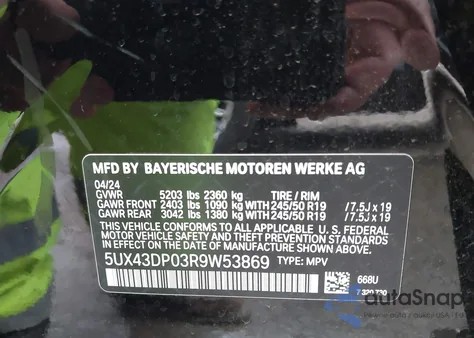 MFD BY BAYERISCHE MOTOREN WERKE AG
04/24
GVWR 5203 lbs 2360 kg TIRE / RIM
GAWR FRONT 2403 lbs 1090 kg WITH 245/50 R19 /7.5J x 19
GAWR REAR 3042 lbs 1380 kg WITH 245/50 R19 /7.5J x 19
THIS VEHICLE CONFORMS TO ALL APPLICABLE U. S. FEDERAL
MOTOR VEHICLE SAFETY AND THEFT PREVENTION STANDARDS
IN EFFECT ON THE DATE OF MANUFACTURE SHOWN ABOVE.
5UX43DP03R9W53869 TYPE: MPV
668U
7 320 730
autoSnap